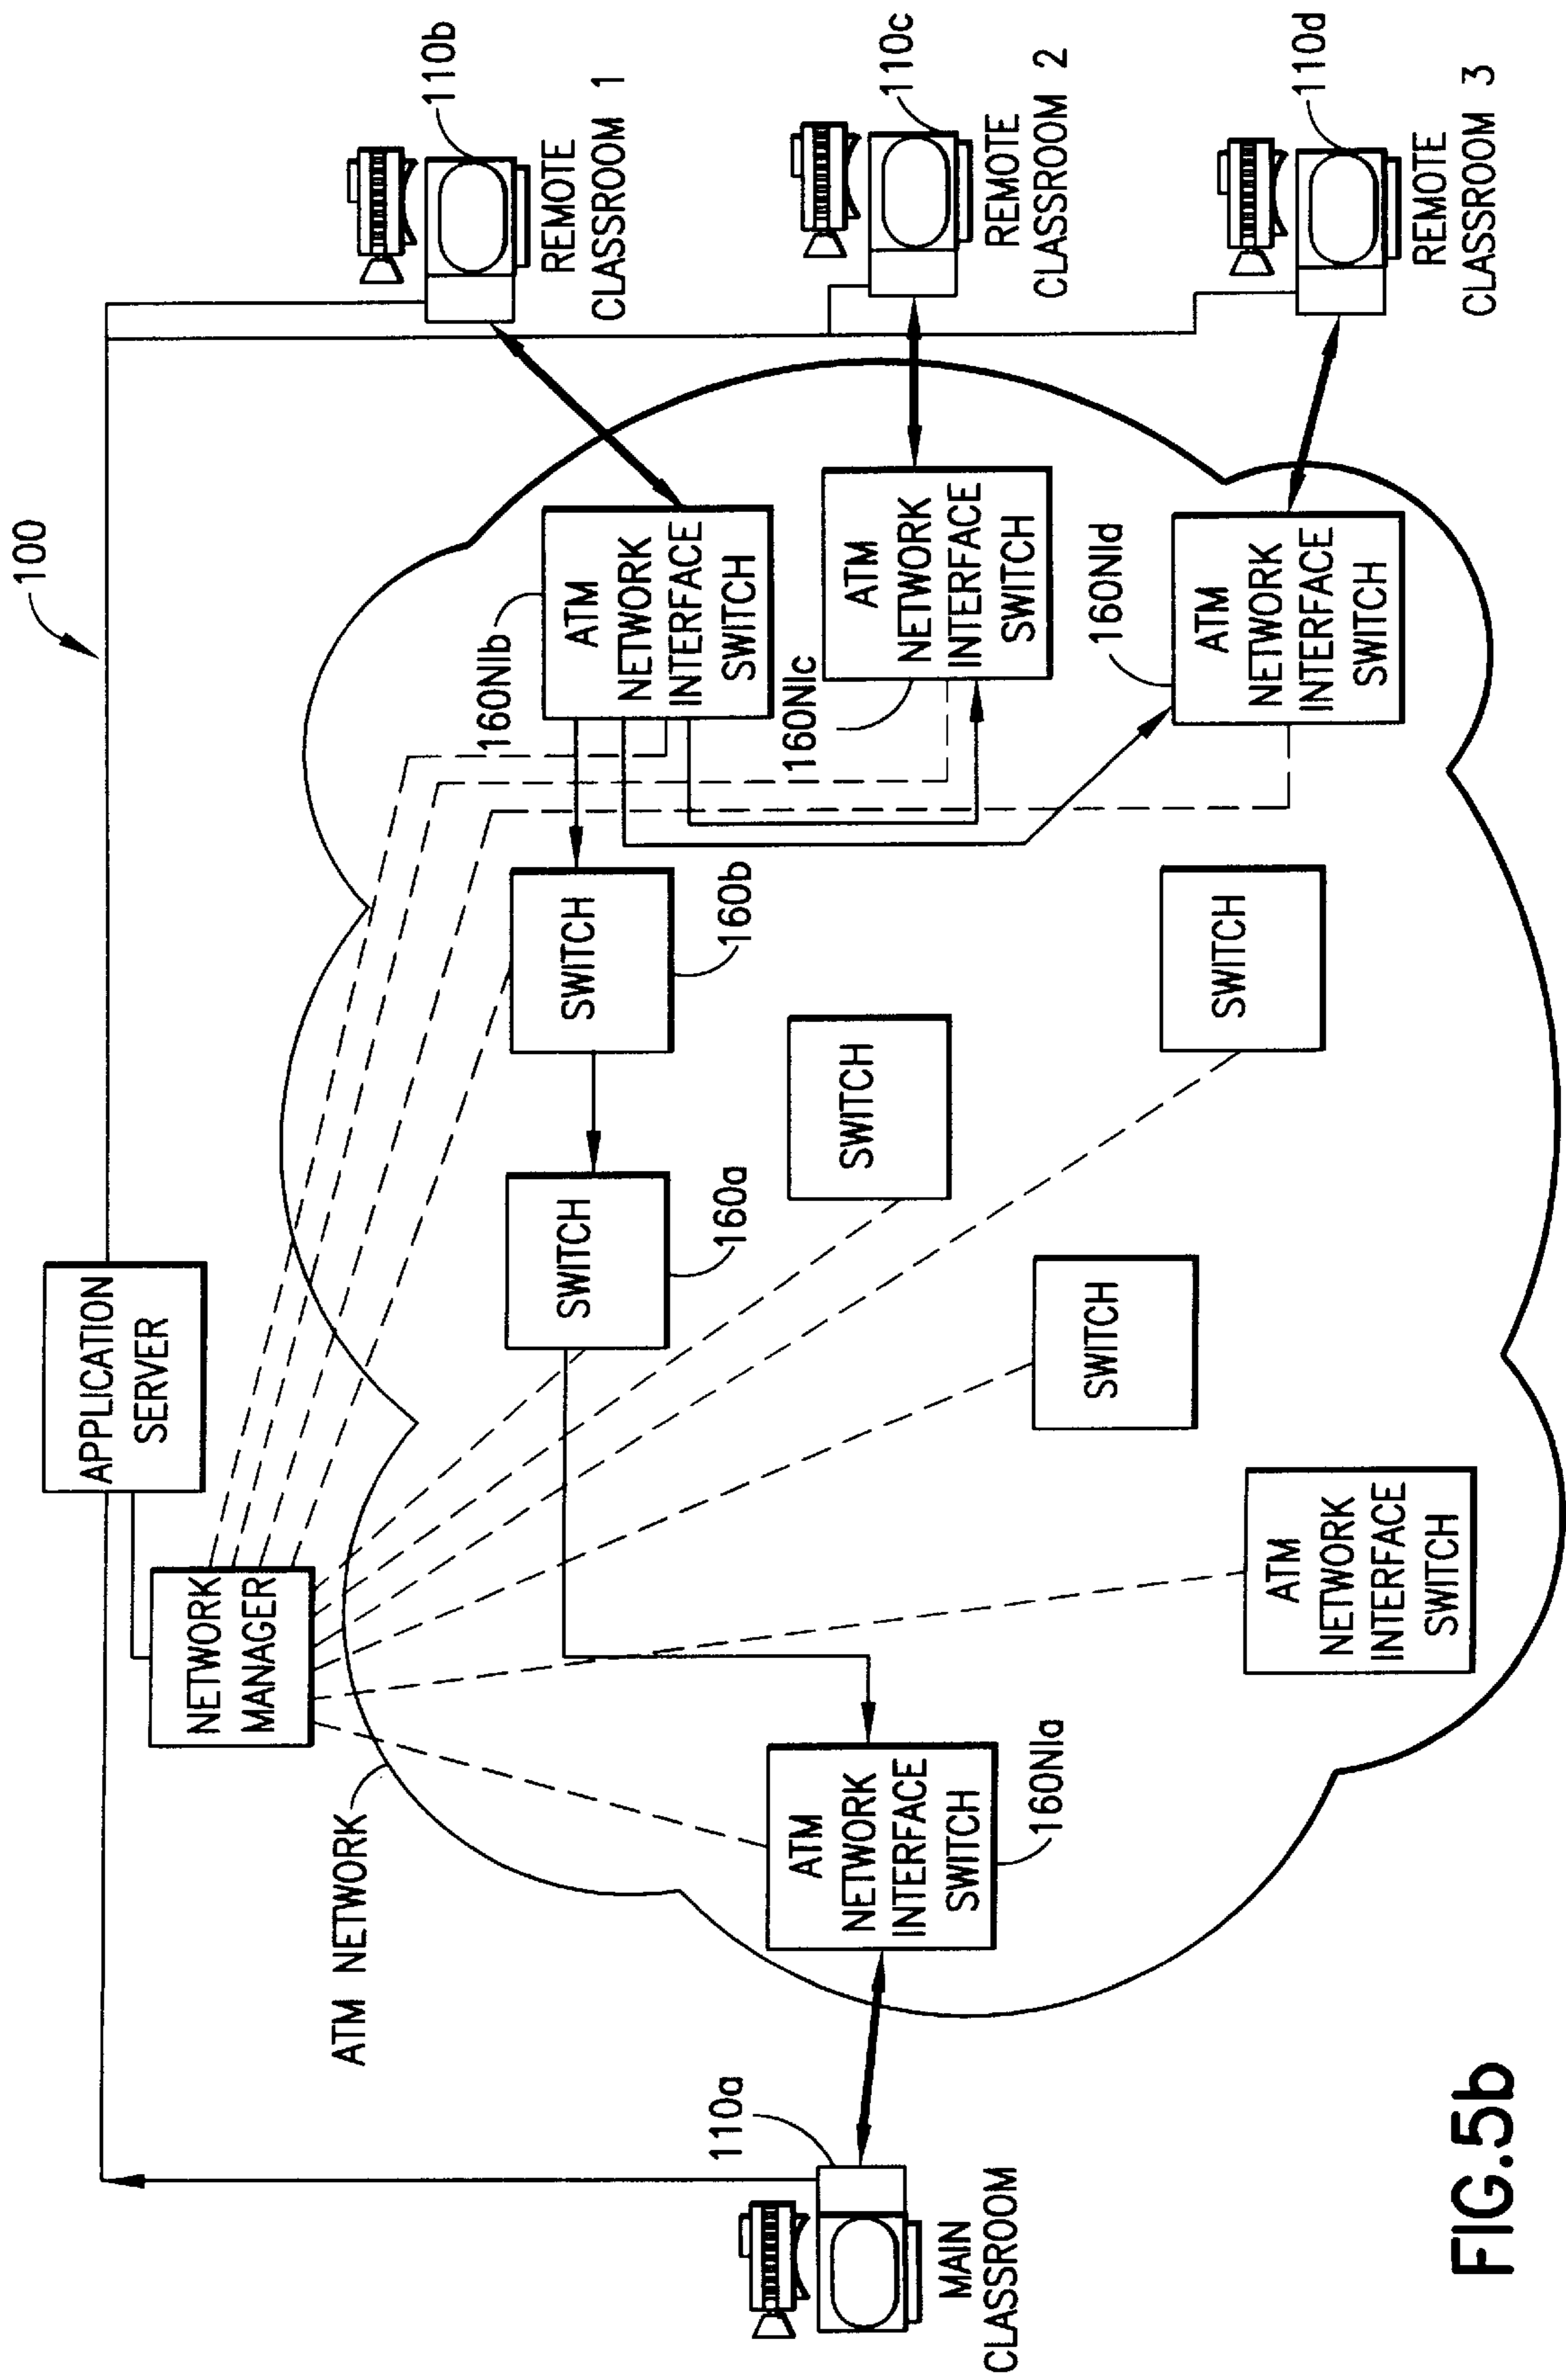 100
APPLICATION
SERVER
NETWORK
MANAGER
ATM NETWORK
110a
MAIN
CLASSROOM
110b
REMOTE
CLASSROOM 1
110c
REMOTE
CLASSROOM 2
110d
REMOTE
CLASSROOM 3
160NIb
ATM
NETWORK
INTERFACE
SWITCH
160NIc
ATM
NETWORK
INTERFACE
SWITCH
160NId
ATM
NETWORK
INTERFACE
SWITCH
SWITCH
160a
SWITCH
160b
SWITCH
SWITCH
SWITCH
ATM
NETWORK
INTERFACE
SWITCH
160NIa
ATM
NETWORK
INTERFACE
SWITCH
FIG.5b